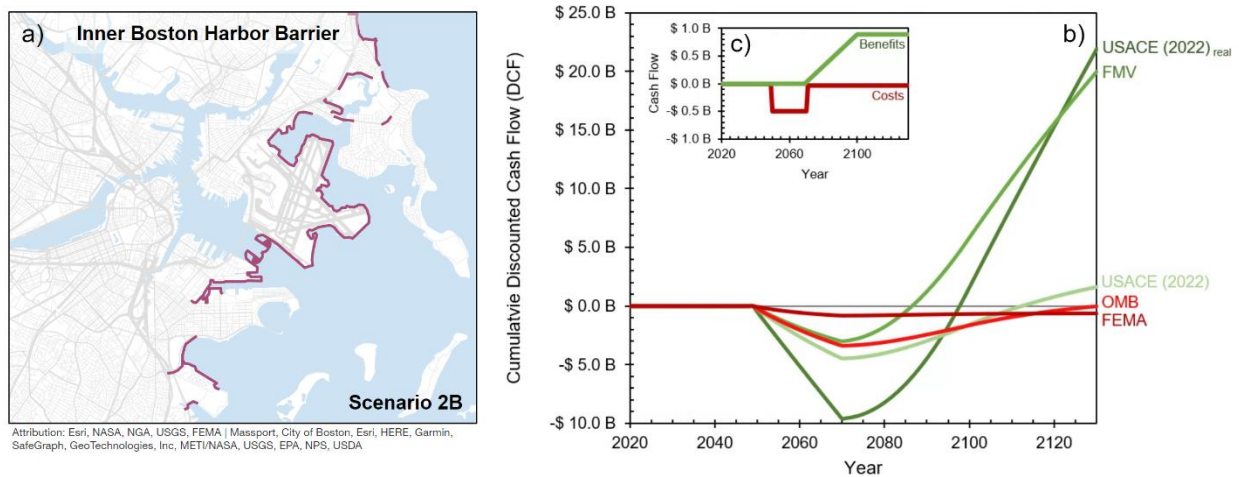 a) Inner Boston Harbor Barrier
Scenario 2B
Attribution: Esri, NASA, NGA, USGS, FEMA | Massport, City of Boston, Esri, HERE, Garmin,
SafeGraph, GeoTechnologies, Inc, METI/NASA, USGS, EPA, NPS, USDA
b)
Cumulatvie Discounted Cash Flow (DCF)
$ 25.0 B
$ 20.0 B
$ 15.0 B
$ 10.0 B
$ 5.0 B
$ 0.0 B
-$ 5.0 B
-$ 10.0 B
2020
2040
2060
2080
2100
2120
Year
USACE (2022) real
FMV
USACE (2022)
OMB
FEMA
c)
Cash Flow
$ 1.0 B
$ 0.5 B
$ 0.0 B
-$ 0.5 B
-$ 1.0 B
Benefits
Costs
2020
2060
2100
Year